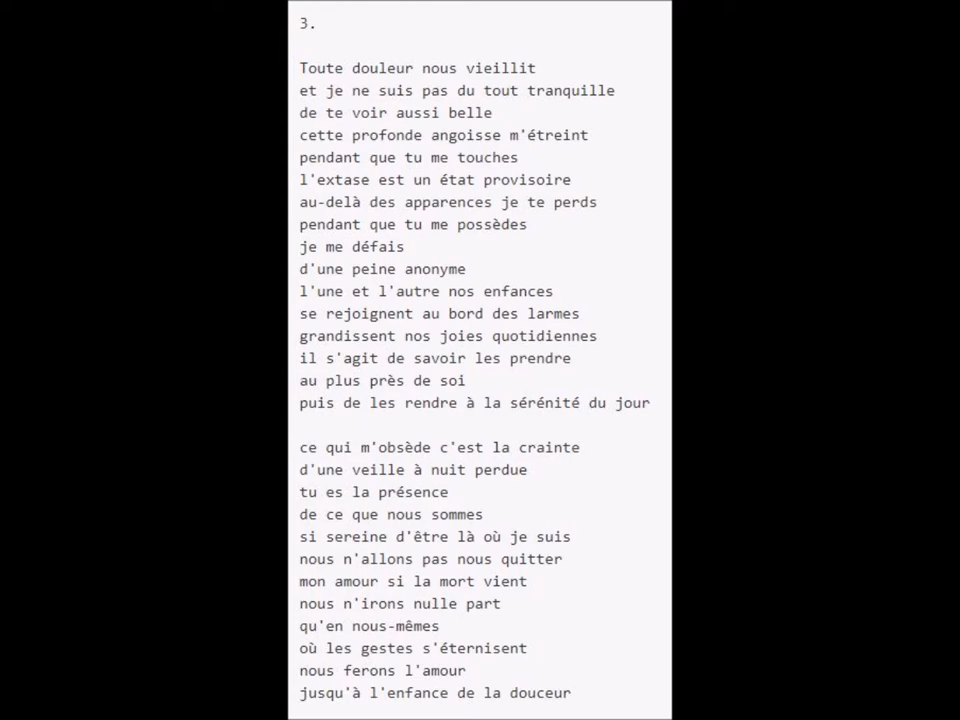 3.
Toute douleur nous vieillit
et je ne suis pas du tout tranquille
de te voir aussi belle
cette profonde angoisse m'étreint
pendant que tu me touches
l'extase est un état provisoire
au-delà des apparences je te perds
pendant que tu me possèdes
je me défais
d'une peine anonyme
l'une et l'autre nos enfances
se rejoignent au bord des larmes
grandissent nos joies quotidiennes
il s'agit de savoir les prendre
au plus près de soi
puis de les rendre à la sérénité du jour
ce qui m'obsède c'est la crainte
d'une veille à nuit perdue
tu es la présence
de ce que nous sommes
si sereine d'être là où je suis
nous n'allons pas nous quitter
mon amour si la mort vient
nous n'irons nulle part
qu'en nous-mêmes
où les gestes s'éternisent
nous ferons l'amour
jusqu'à l'enfance de la douceur